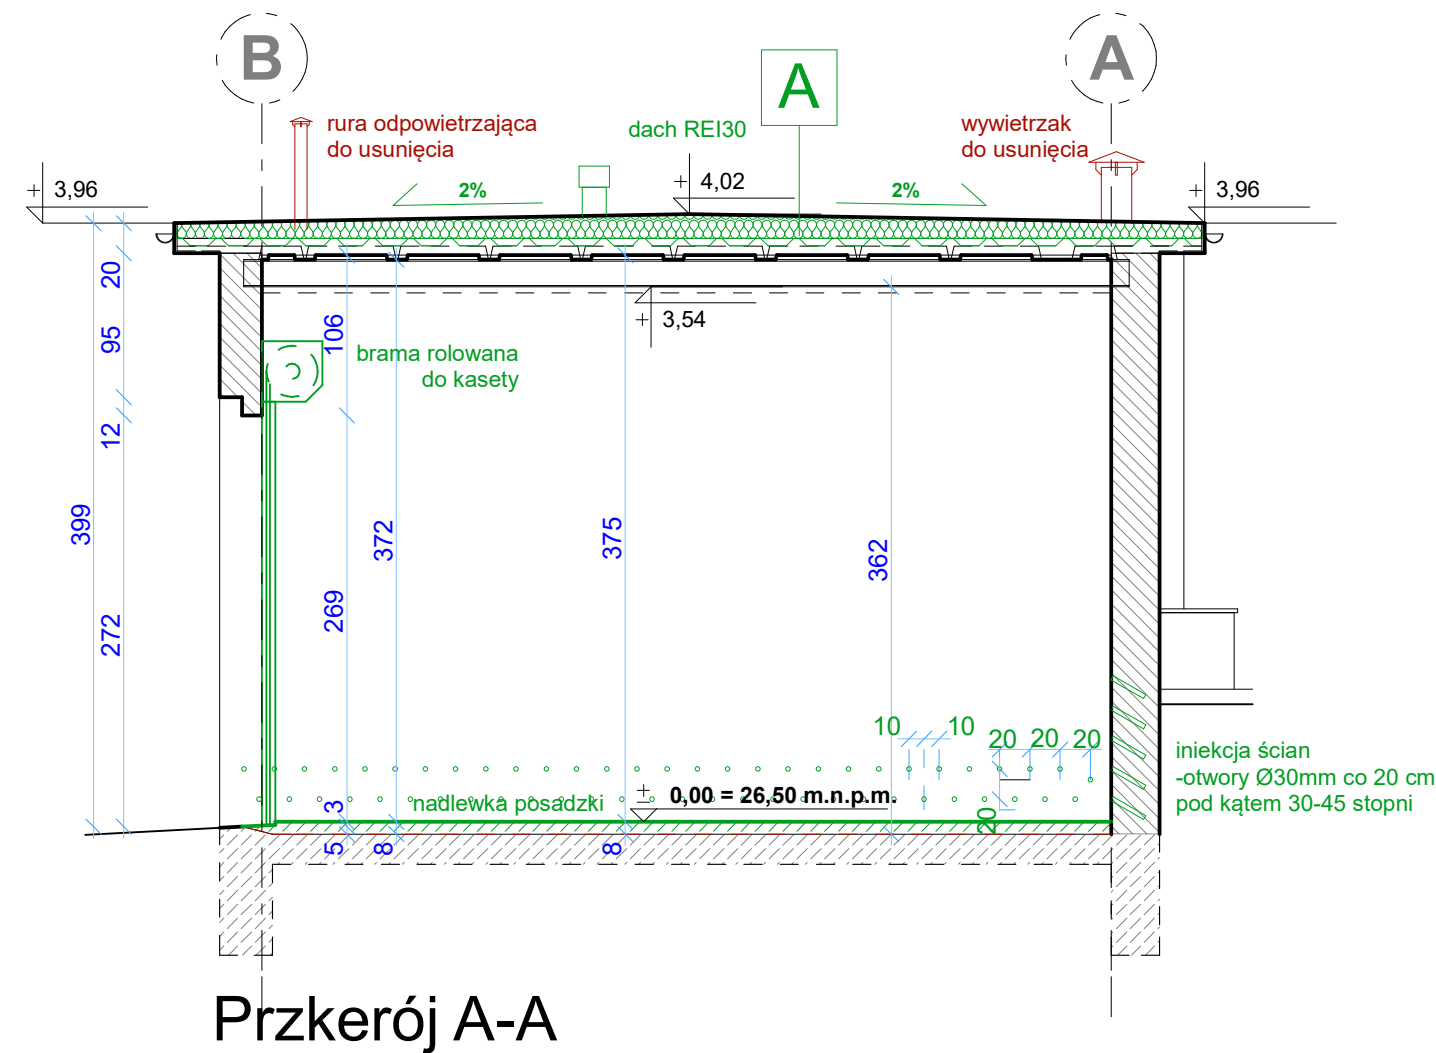 B
A
A
rura odpowietrzająca
do usunięcia
dach REI30
wywietrzak
do usunięcia
+ 3,96
2%
+ 4,02
2%
+ 3,96
20
95
12
399
272
106
brama rolowana
do kasety
+ 3,54
372
375
362
269
10
10
20
20
20
20
iniekcja ścian
-otwory Ø30mm co 20 cm
pod kątem 30-45 stopni
3
nadlewka posadzki
± 0,00 = 26,50 m.n.p.m.
5
8
8
Przkerój A-A